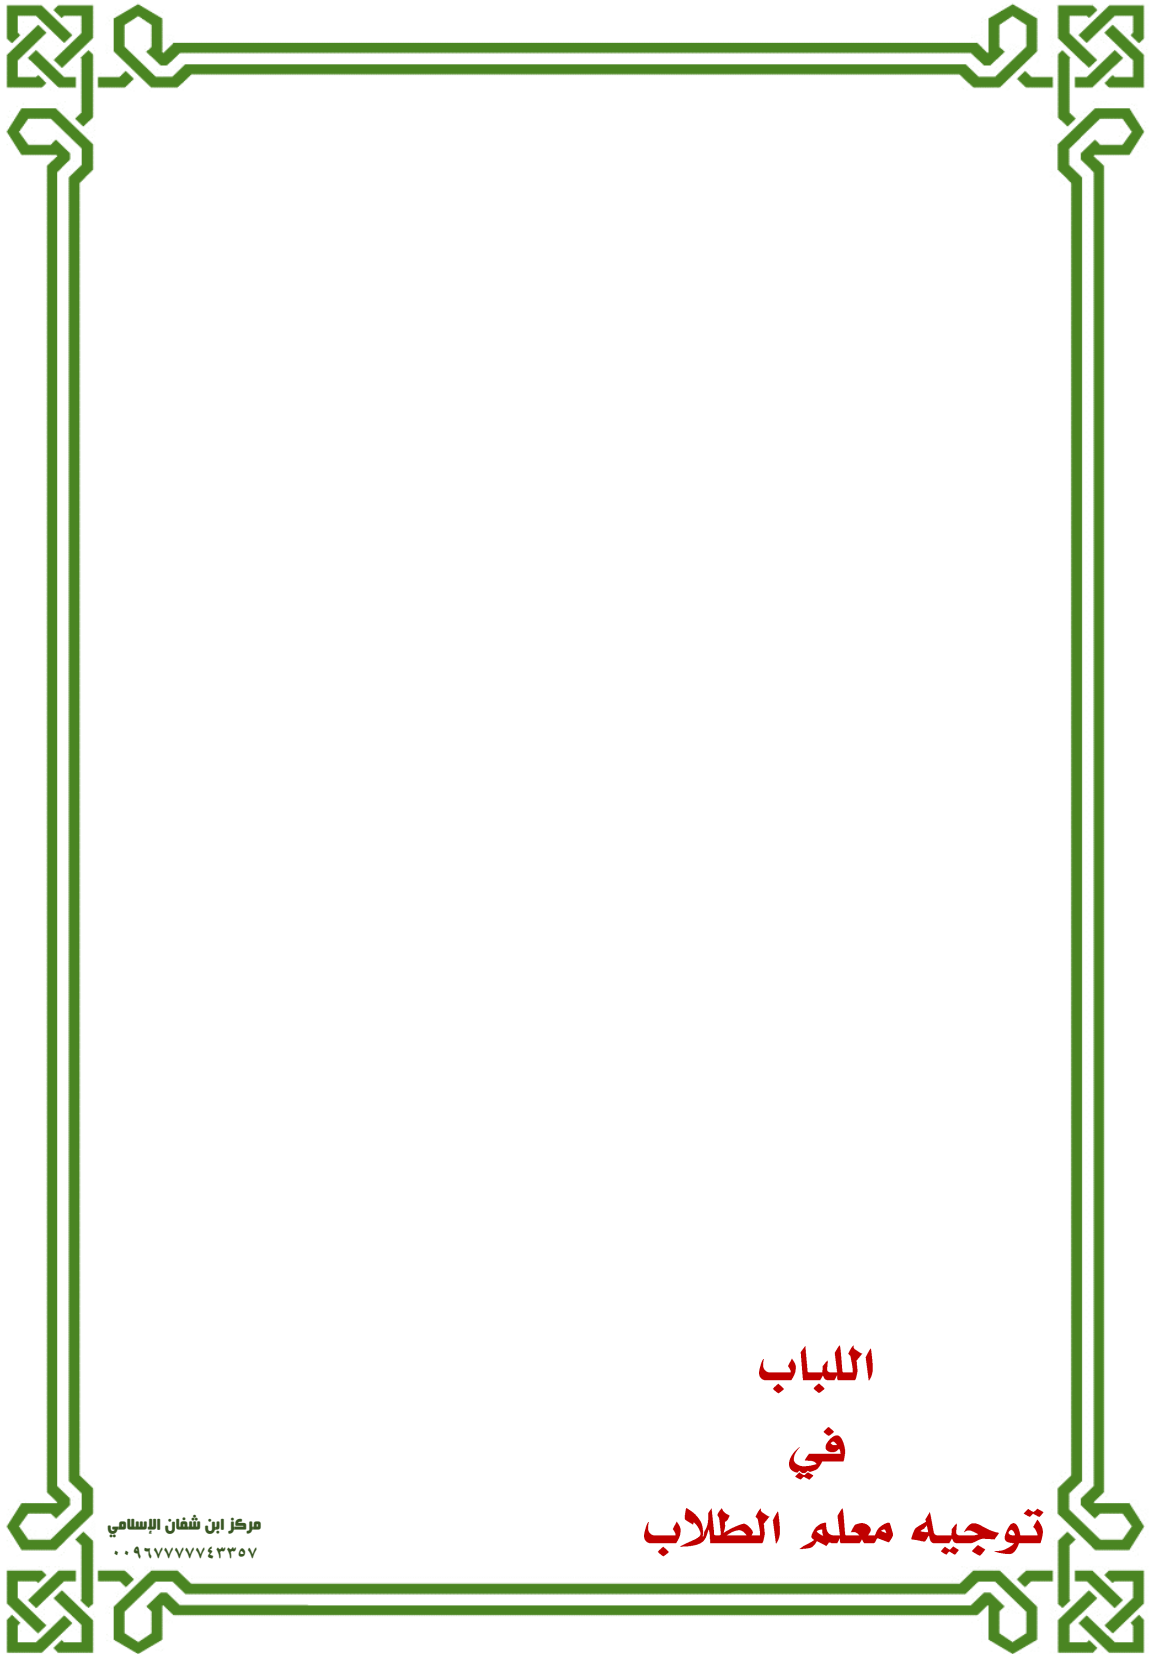 اللباب
في
توجيه معلم الطلاب
مركز ابن شفان الإسلامي
٠٠٩٦٧٧٧٧٧٤٣٣٥٧